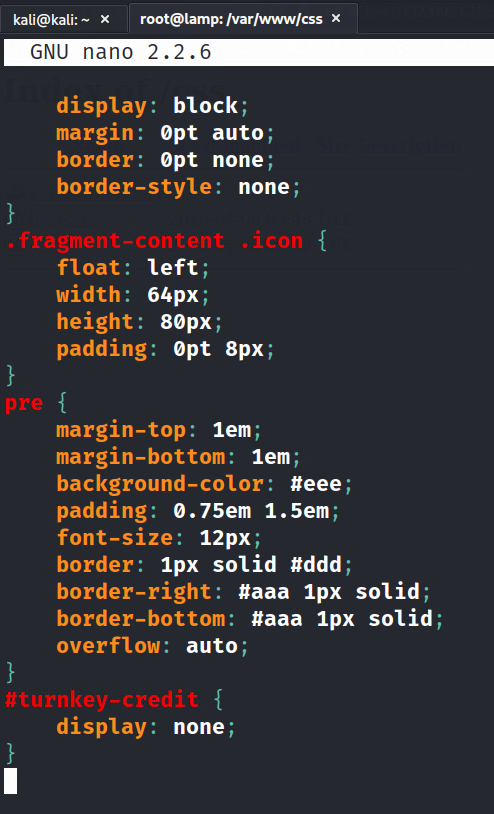 kali@kali: ~ ×
root@lamp: /var/www/css ×
GNU nano 2.2.6
Index of /css
    display: block;
    margin: 0pt auto;
    border: 0pt none;
    border-style: none;
}
.fragment-content .icon {
    float: left;
    width: 64px;
    height: 80px;
    padding: 0pt 8px;
}
pre {
    margin-top: 1em;
    margin-bottom: 1em;
    background-color: #eee;
    padding: 0.75em 1.5em;
    font-size: 12px;
    border: 1px solid #ddd;
    border-right: #aaa 1px solid;
    border-bottom: #aaa 1px solid;
    overflow: auto;
}
#turnkey-credit {
    display: none;
}